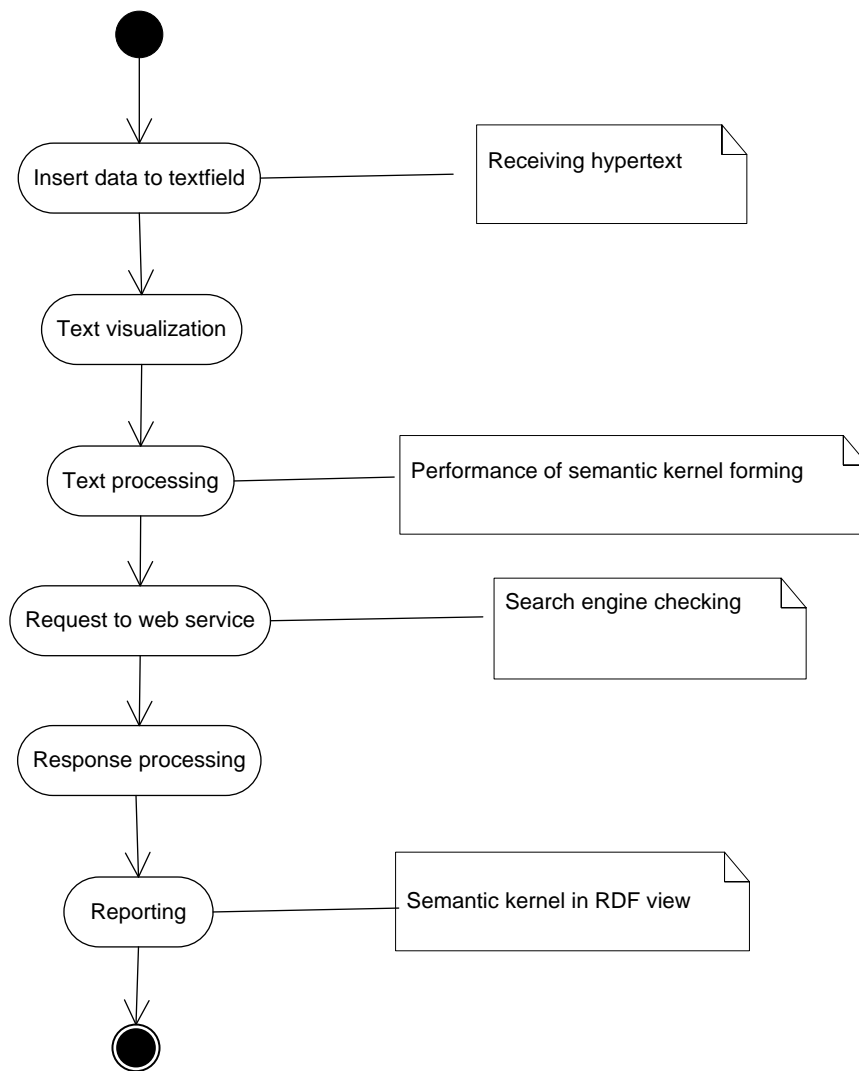 Insert data to textfield
Receiving hypertext
Text visualization
Text processing
Performance of semantic kernel forming
Request to web service
Search engine checking
Response processing
Reporting
Semantic kernel in RDF view